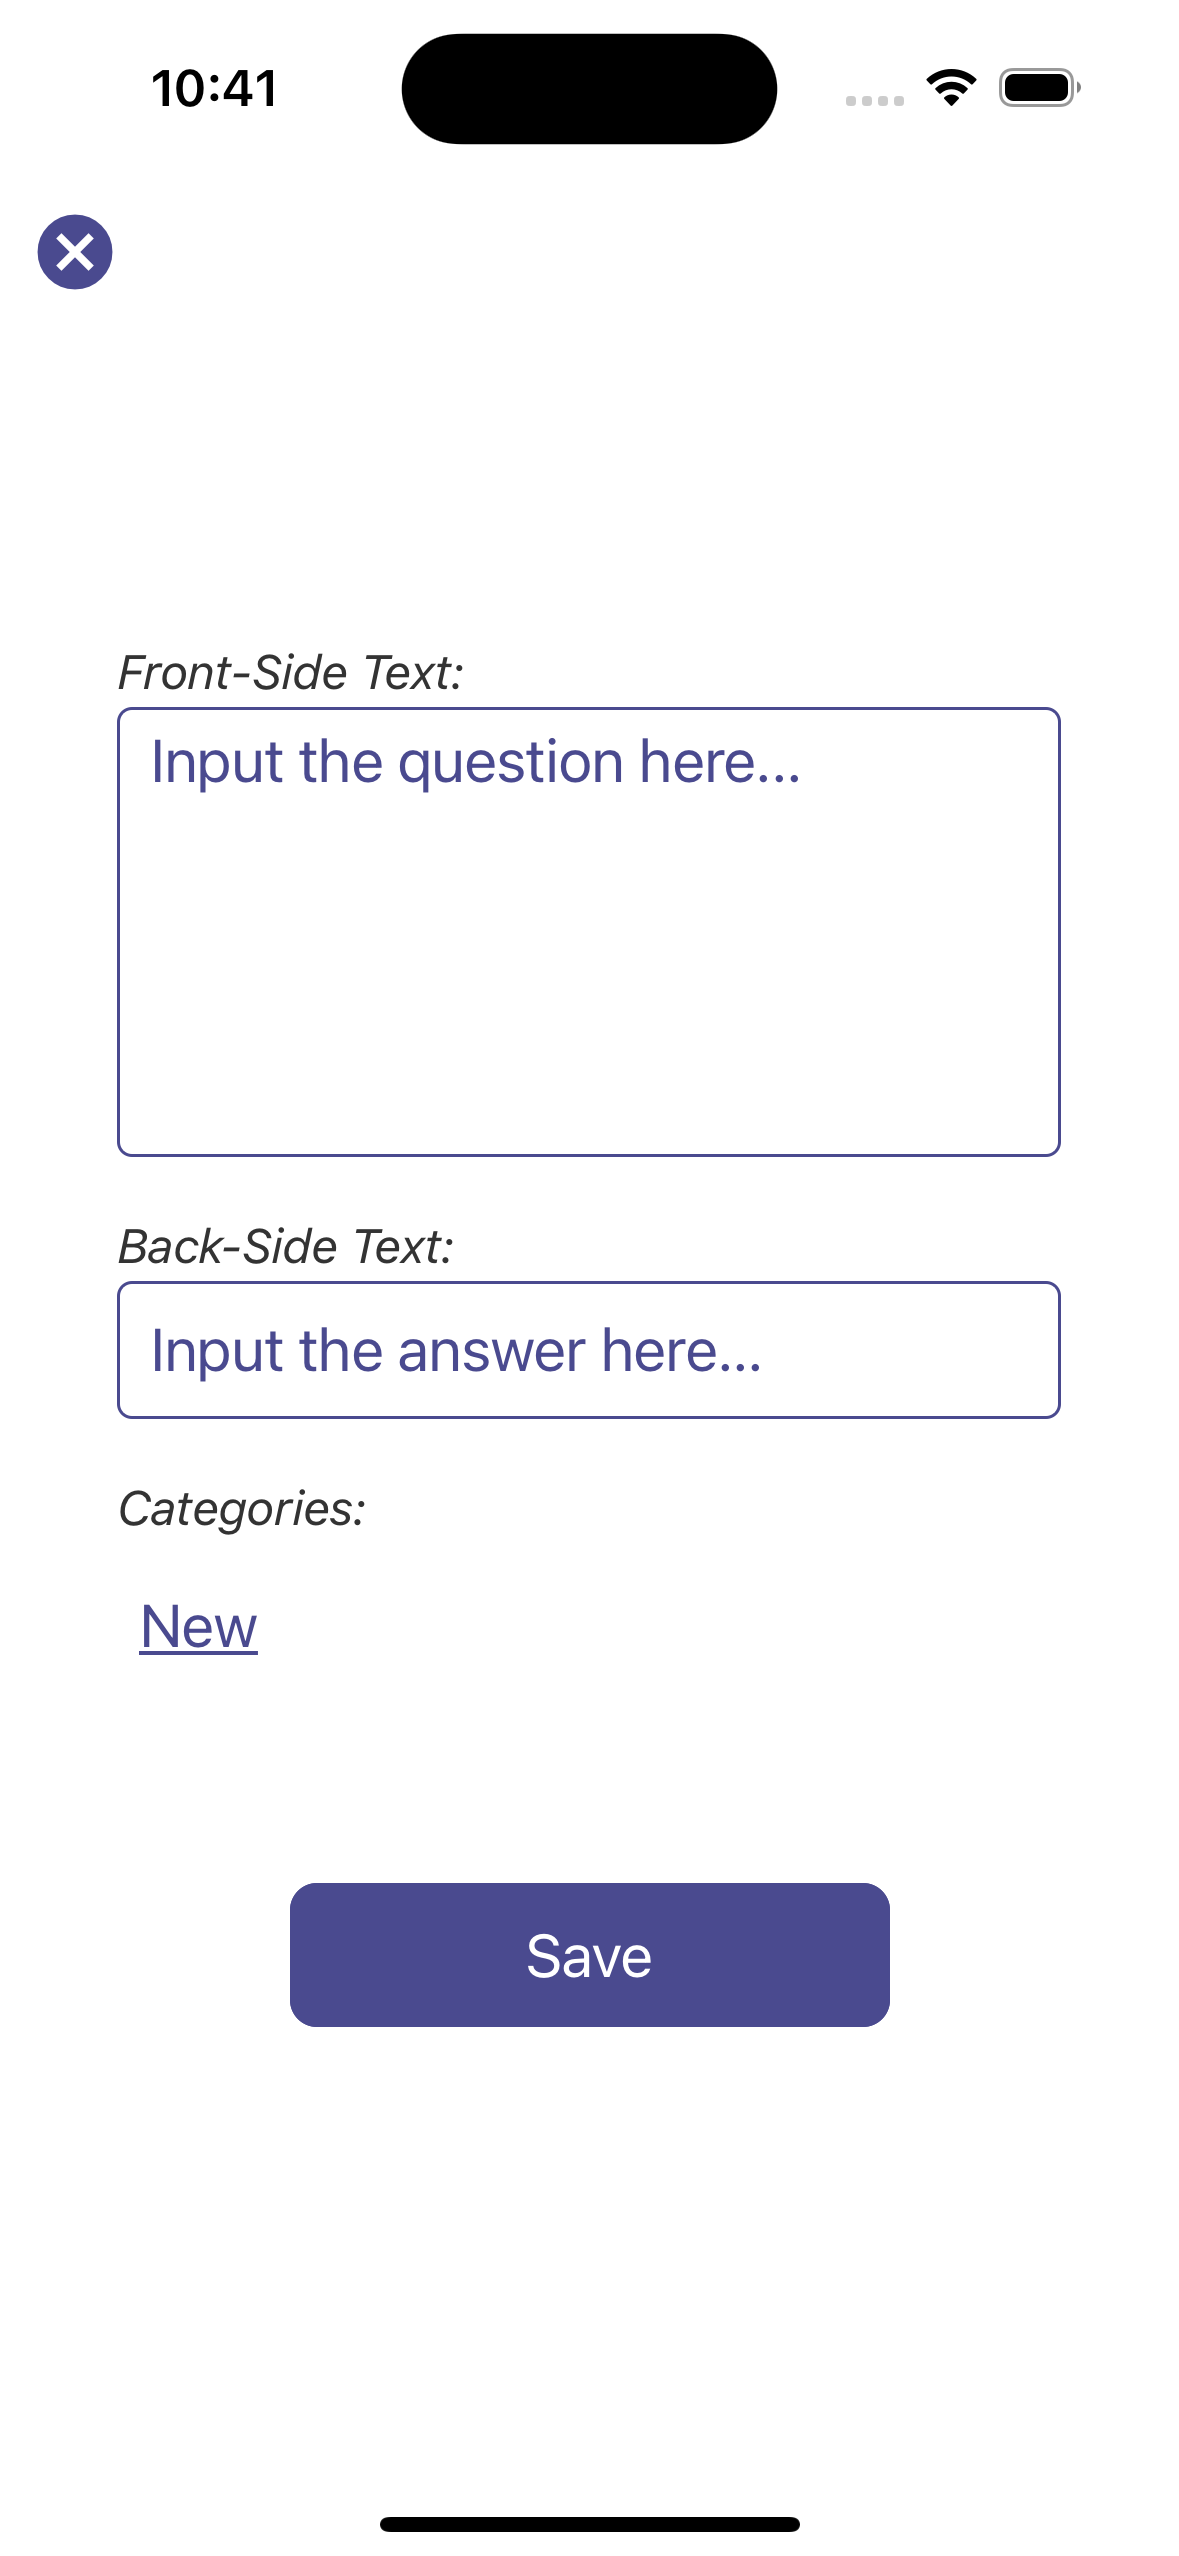 10:41
Front-Side Text:
Input the question here...
Back-Side Text:
Input the answer here...
Categories:
New
Save